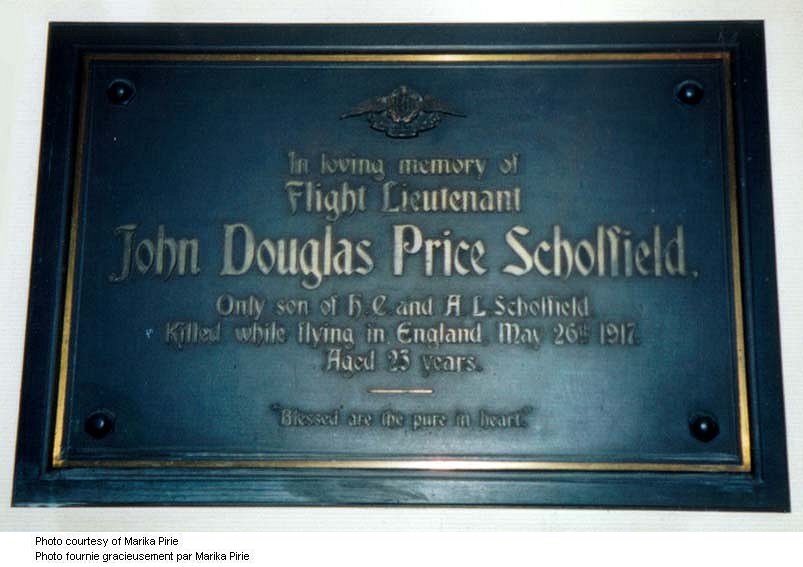 In loving memory of
Flight Lieutenant
John Douglas Price Scholfield,
Only son of H. C. and A. L. Scholfield.
Killed while flying in England, May 26th 1917.
Aged 23 years.
"Blessed are the pure in heart."
Photo courtesy of Marika Pirie
Photo fournie gracieusement par Marika Pirie